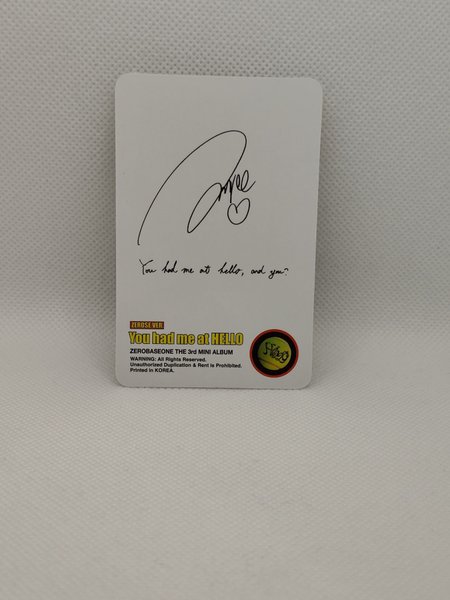 You had me at hello, and you?
ZEROSE VER.
You had me at HELLO
ZEROBASEONE THE 3rd MINI ALBUM
WARNING: All Rights Reserved.
Unauthorized Duplication & Rent is Prohibited.
Printed in KOREA.